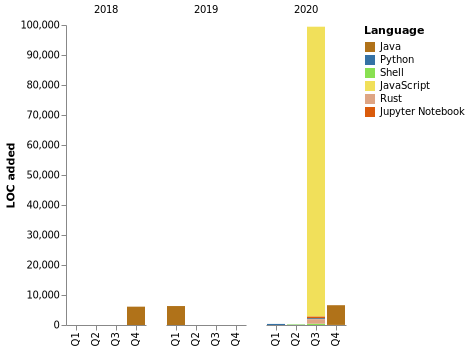 2018 2019 2020
Language
Java
Python
Shell
JavaScript
Rust
Jupyter Notebook
LOC added
100,000
90,000
80,000
70,000
60,000
50,000
40,000
30,000
20,000
10,000
0
Q1 Q2 Q3 Q4 Q1 Q2 Q3 Q4 Q1 Q2 Q3 Q4